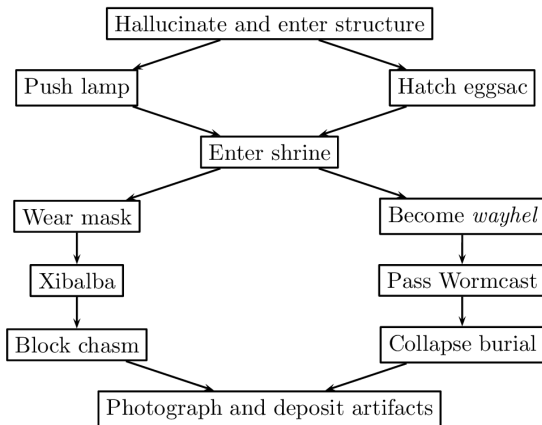 Hallucinate and enter structure
Push lamp
Hatch eggsac
Enter shrine
Wear mask
Become wayhel
Xibalba
Pass Wormcast
Block chasm
Collapse burial
Photograph and deposit artifacts